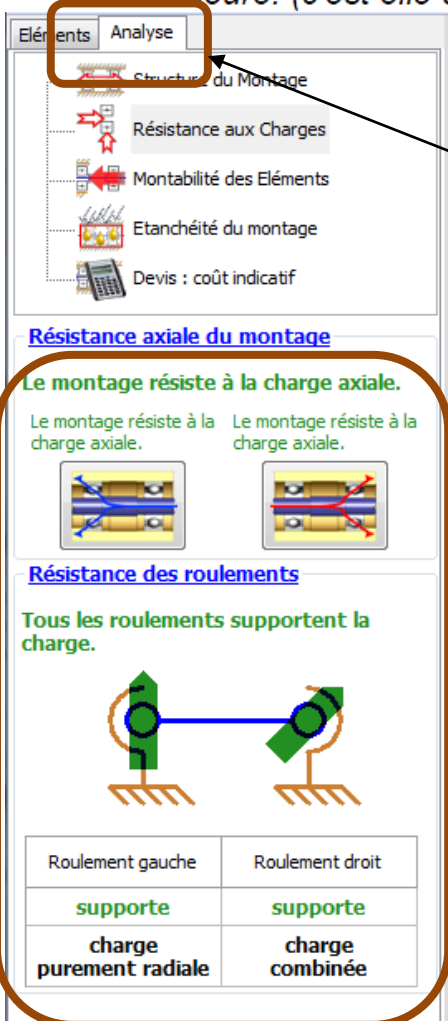 Eléments Analyse
Structure du Montage
Résistance aux Charges
Montabilité des Eléments
Etanchéité du montage
Devis : coût indicatif
Résistance axiale du montage
Le montage résiste à la charge axiale.
Le montage résiste à la Le montage résiste à la
charge axiale. charge axiale.
Résistance des roulements
Tous les roulements supportent la
charge.
Roulement gauche Roulement droit
supporte supporte
charge charge
purement radiale combinée